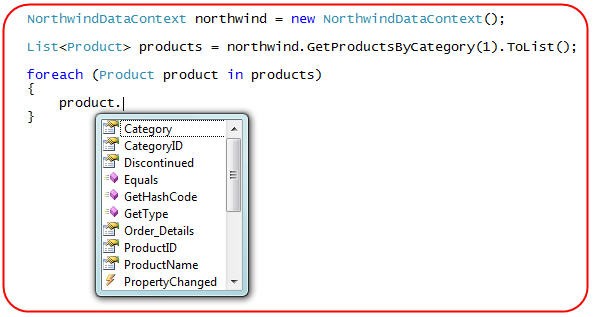 NorthwindDataContext northwind = new NorthwindDataContext();
List<Product> products = northwind.GetProductsByCategory(1).ToList();
foreach (Product product in products)
{
product.
}
Category
CategoryID
Discontinued
Equals
GetHashCode
GetType
Order_Details
ProductID
ProductName
PropertyChanged